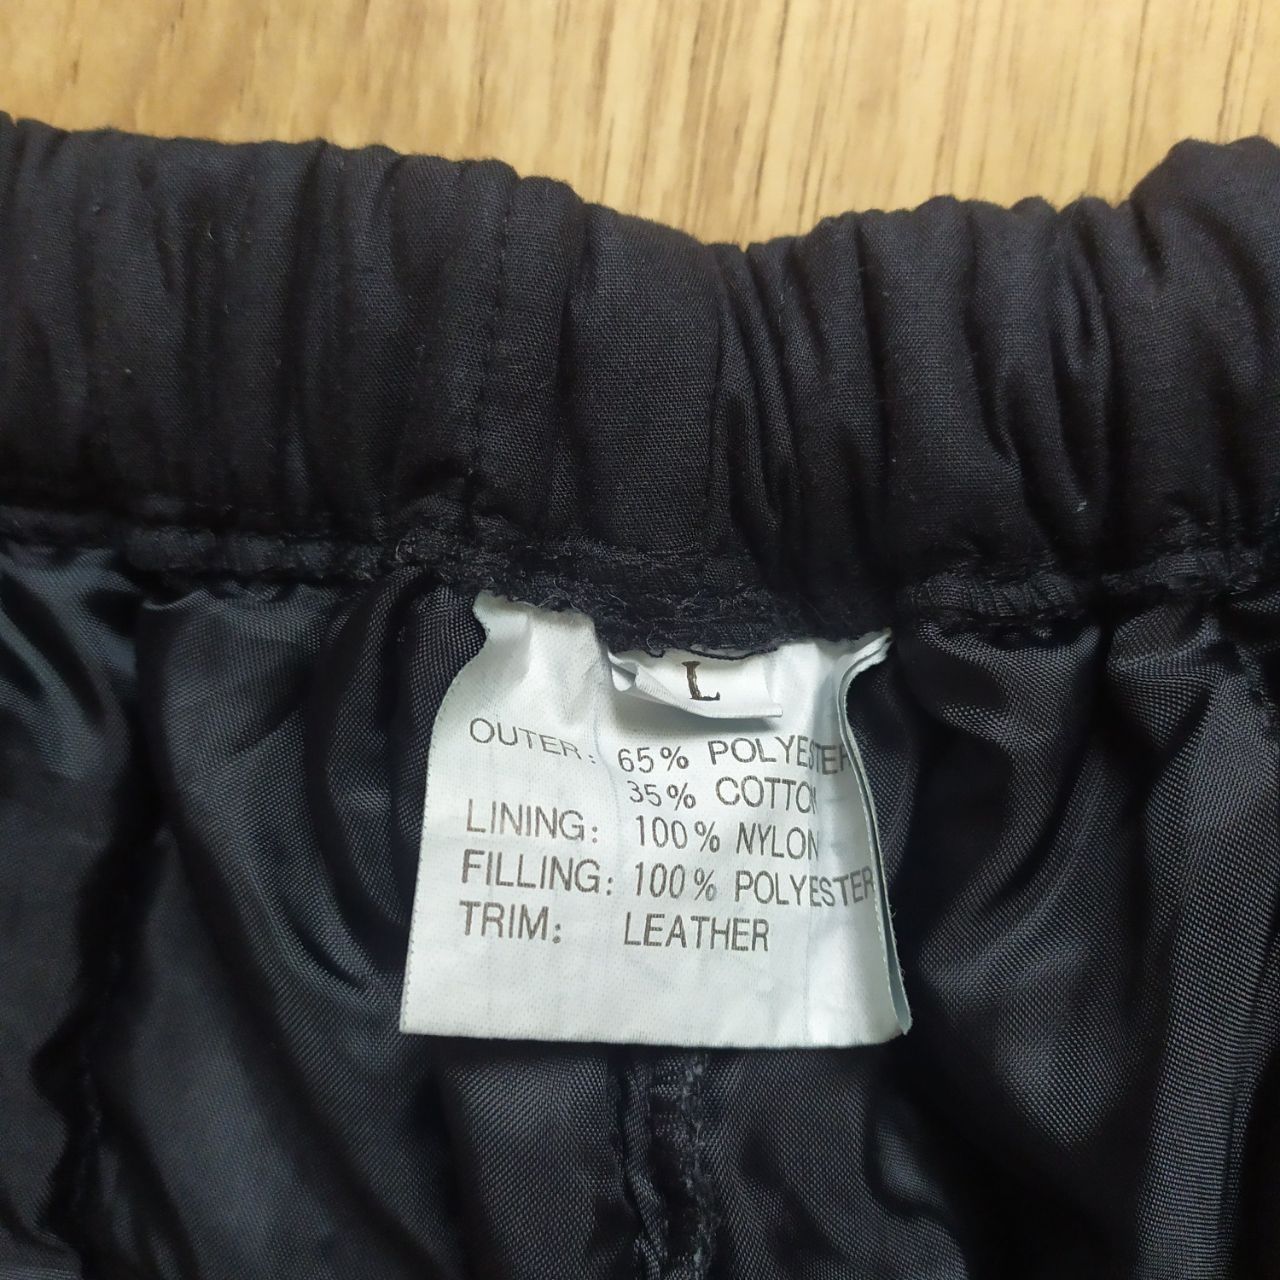 L
OUTER: 65% POLYESTER
35% COTTON
LINING: 100% NYLON
FILLING: 100% POLYESTER
TRIM: LEATHER